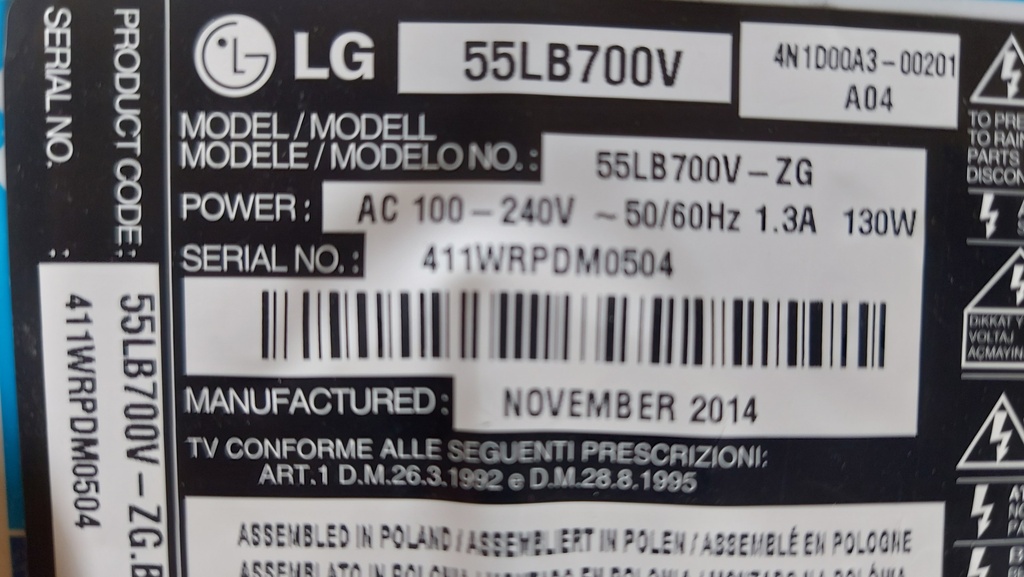 LG 55LB700V
4N1D00A3-00201
A04
MODEL / MODELL
MODELE / MODELO NO. : 55LB700V-ZG
POWER : AC 100-240V ~50/60Hz 1.3A 130W
SERIAL NO. : 411WRPDM0504
MANUFACTURED : NOVEMBER 2014
TV CONFORME ALLE SEGUENTI PRESCRIZIONI:
ART.1 D.M.26.3.1992 e D.M.28.8.1995
ASSEMBLED IN POLAND / ASSEMBLIERT IN POLEN / ASSEMBLÉ EN POLOGNE
PRODUCT CODE : 55LB700V-ZG.B
SERIAL NO. : 411WRPDM0504
TO PRE
TO RAI
PARTS
DISCON
DIKKAT Y
VOLTAJ
AÇMAYIN